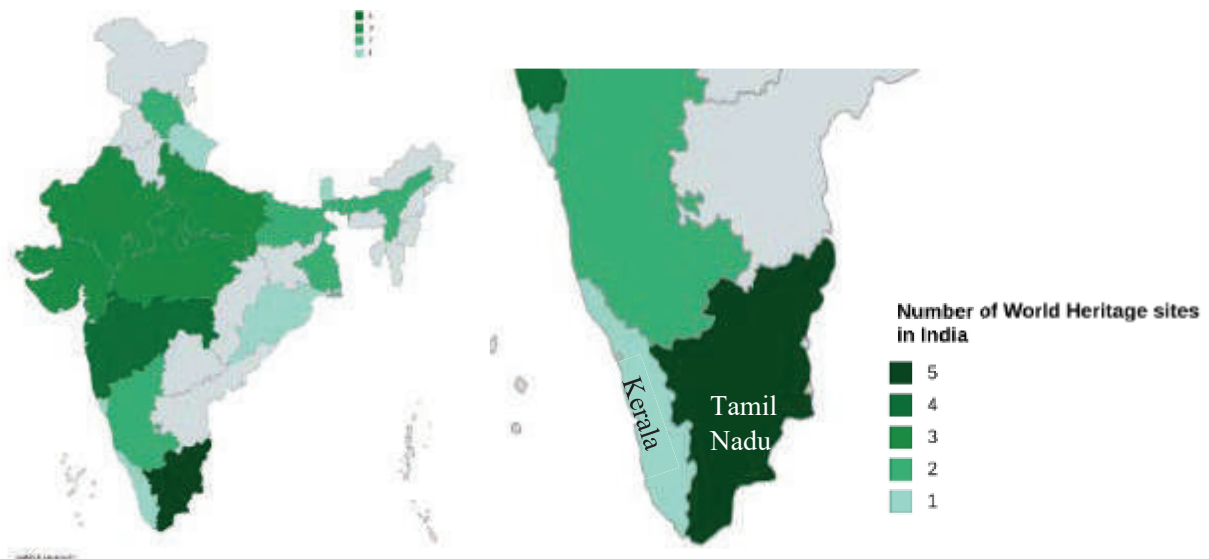 Number of World Heritage sites
in India
5
4
3
2
1
Kerala
Tamil
Nadu